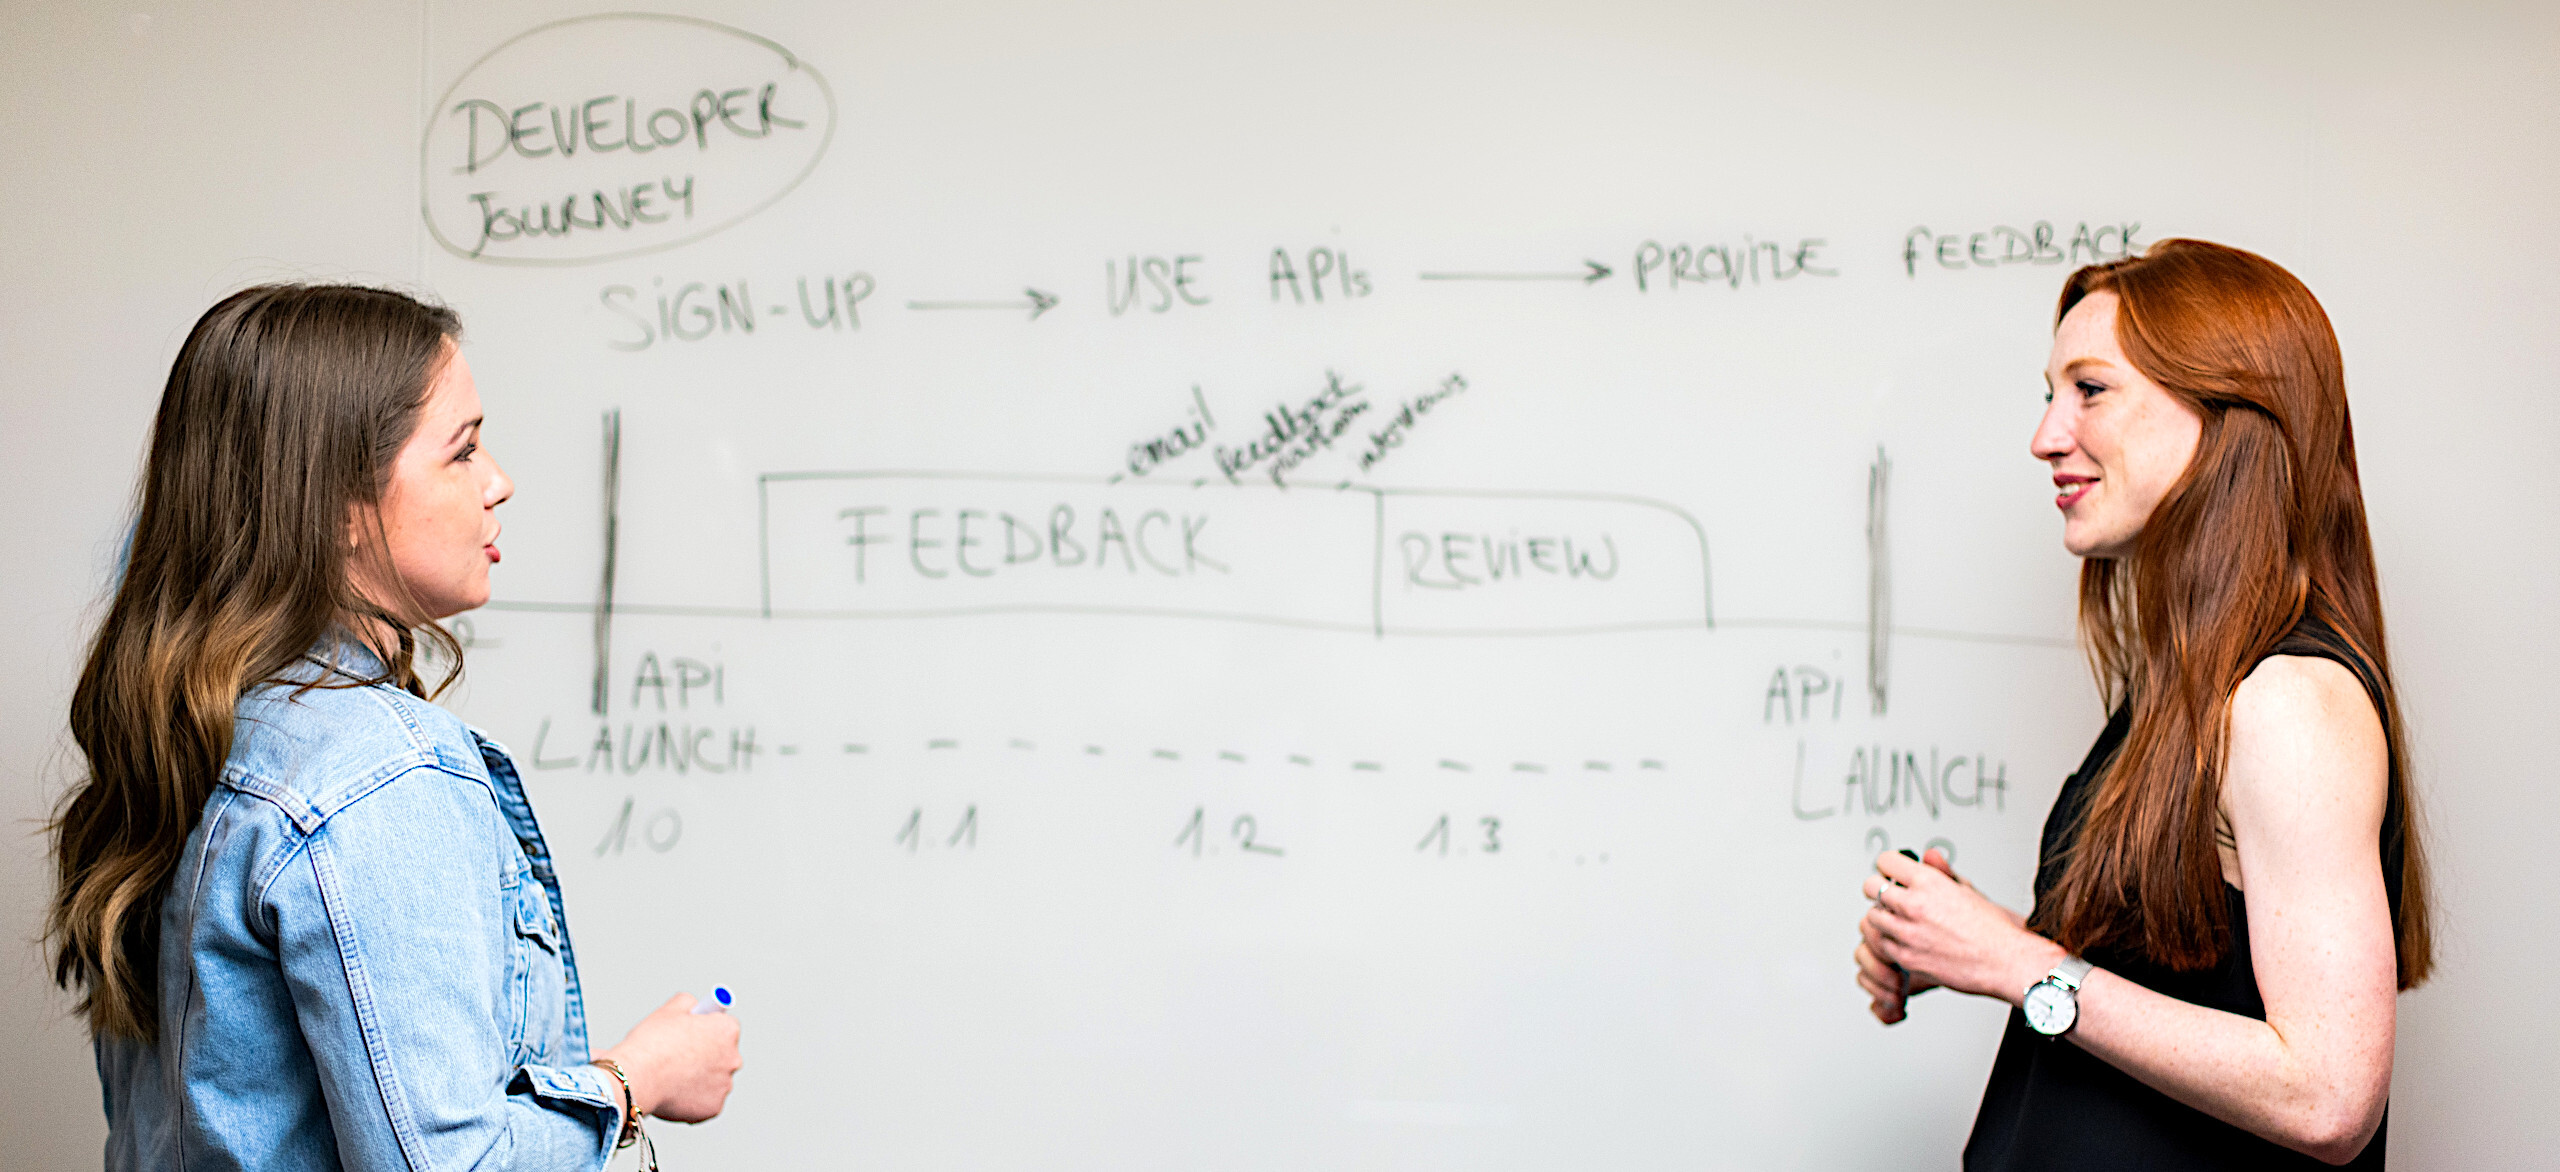 DEVELOPER
JOURNEY
SiGN-UP → USE APIs → PROViDE FEEDBACK
- email
- feedback
platform
- interviews
FEEDBACK
REViEW
APi
LAUNCH
1.0
1.1
1.2
1.3 ...
APi
LAUNCH